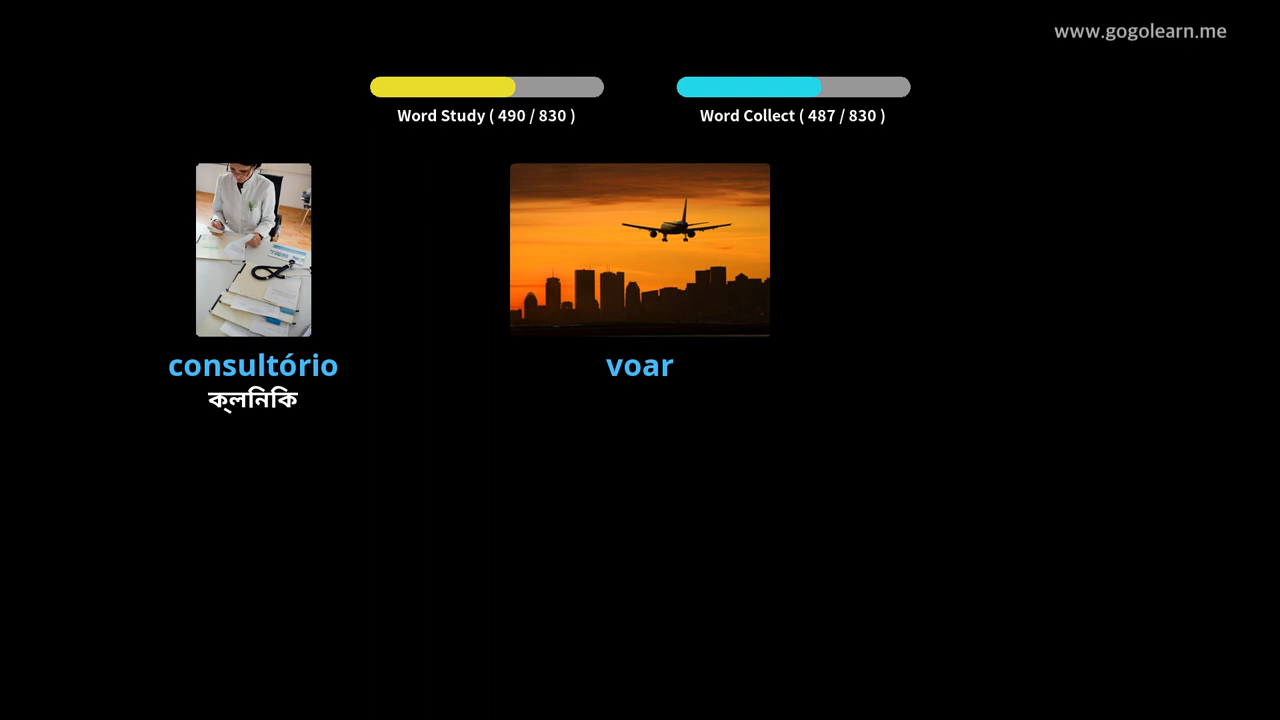 www.gogolearn.me
Word Study ( 490 / 830 )
Word Collect ( 487 / 830 )
consultório
voar
ক্লিনিক